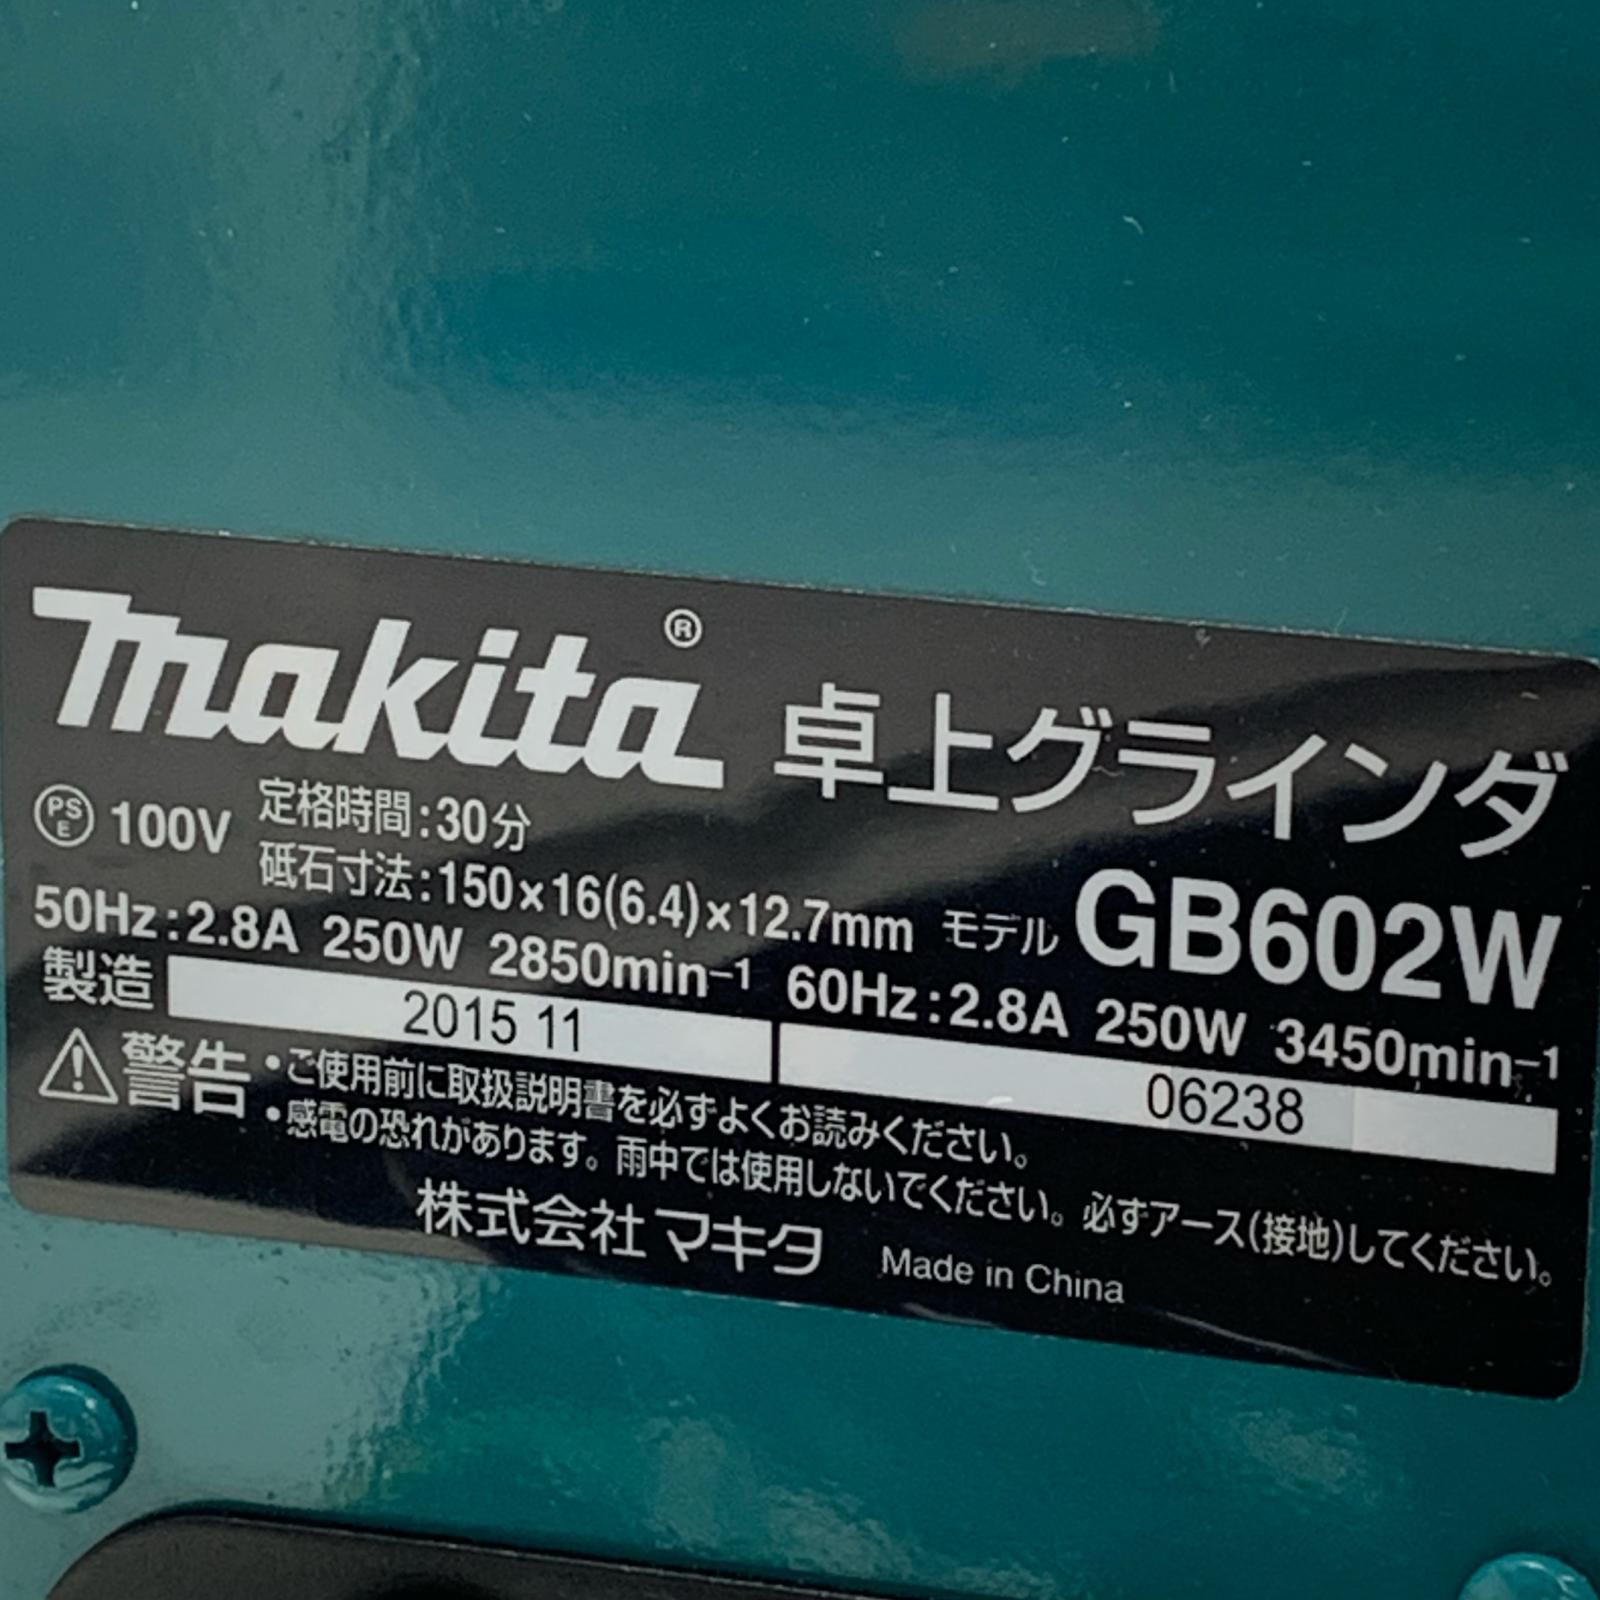 makita® 卓上グラインダ
PSE 100V 定格時間:30分
砥石寸法:150×16(6.4)×12.7mm モデル GB602W
50Hz:2.8A 250W 2850min⁻¹ 60Hz:2.8A 250W 3450min⁻¹
製造 2015 11 06238
警告 ・ご使用前に取扱説明書を必ずよくお読みください。
・感電の恐れがあります。雨中では使用しないでください。必ずアース(接地)してください。
株式会社マキタ Made in China